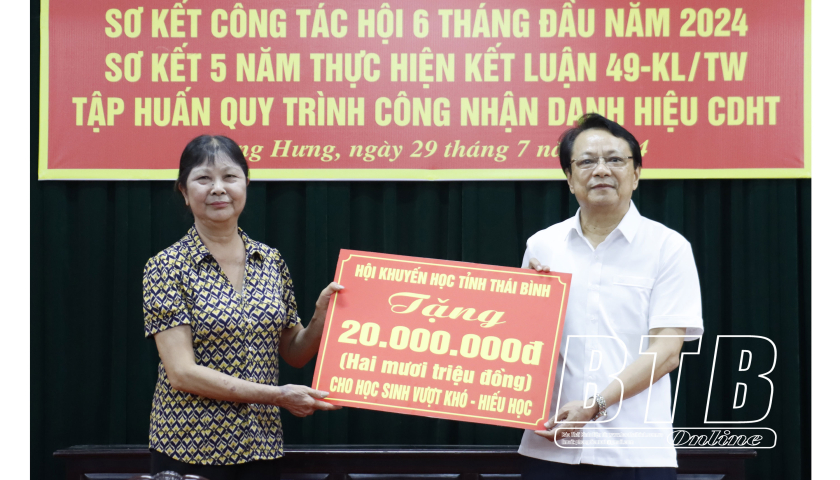 SƠ KẾT CÔNG TÁC HỘI 6 THÁNG ĐẦU NĂM 2024
SƠ KẾT 5 NĂM THỰC HIỆN KẾT LUẬN 49-KL/TW
TẬP HUẤN QUY TRÌNH CÔNG NHẬN DANH HIỆU CDHT
Hưng, ngày 29 tháng 7
HỘI KHUYẾN HỌC TỈNH THÁI BÌNH
Tặng
20.000.000đ
(Hai mươi triệu đồng)
CHO HỌC SINH VƯỢT KHÓ - HIẾU HỌC
BTB
Online